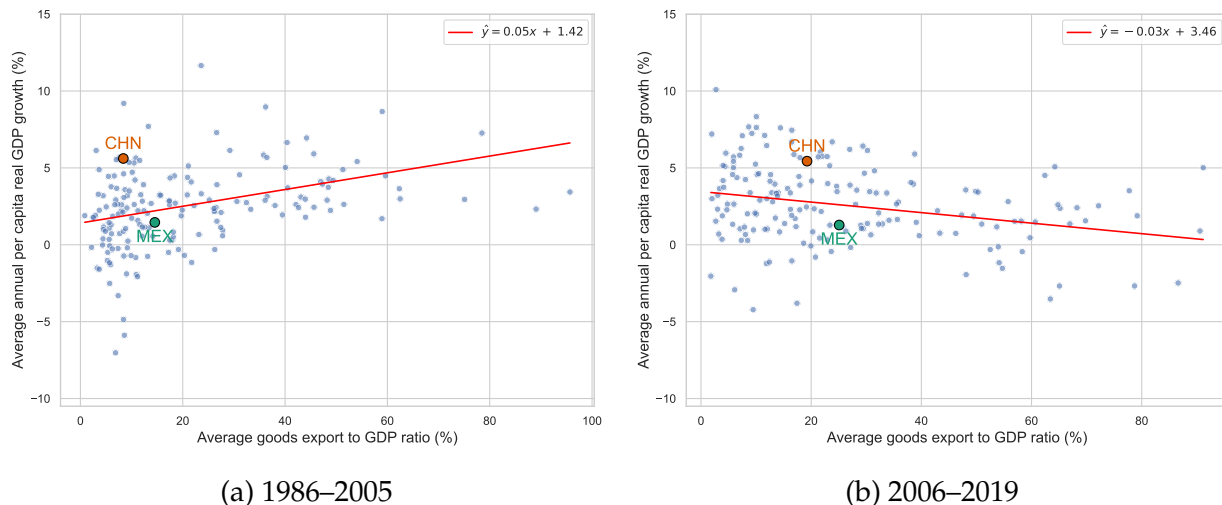 15
10
5
0
−5
−10
Average annual per capita real GDP growth (%)
ŷ = 0.05x + 1.42
CHN
MEX
0 20 40 60 80 100
Average goods export to GDP ratio (%)
(a) 1986–2005
15
10
5
0
−5
−10
Average annual per capita real GDP growth (%)
ŷ = −0.03x + 3.46
CHN
MEX
0 20 40 60 80
Average goods export to GDP ratio (%)
(b) 2006–2019